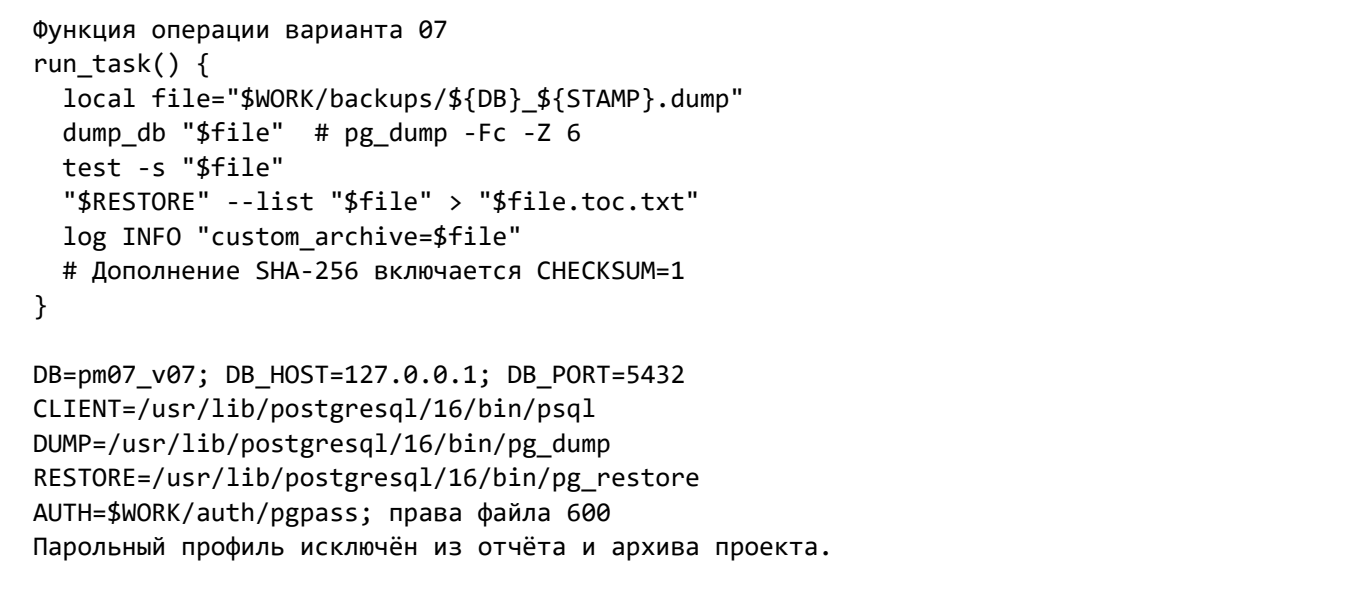 Функция операции варианта 07
run_task() {
  local file="$WORK/backups/${DB}_${STAMP}.dump"
  dump_db "$file"  # pg_dump -Fc -Z 6
  test -s "$file"
  "$RESTORE" --list "$file" > "$file.toc.txt"
  log INFO "custom_archive=$file"
  # Дополнение SHA-256 включается CHECKSUM=1
}

DB=pm07_v07; DB_HOST=127.0.0.1; DB_PORT=5432
CLIENT=/usr/lib/postgresql/16/bin/psql
DUMP=/usr/lib/postgresql/16/bin/pg_dump
RESTORE=/usr/lib/postgresql/16/bin/pg_restore
AUTH=$WORK/auth/pgpass; права файла 600
Парольный профиль исключён из отчёта и архива проекта.